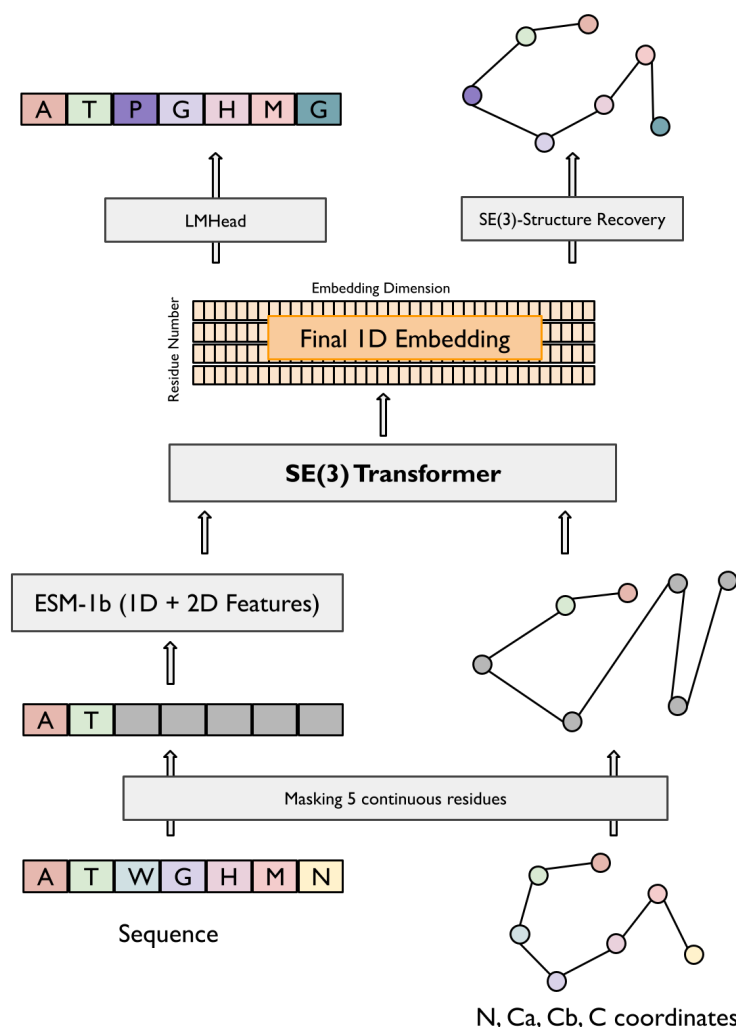 A T P G H M G
LMHead
SE(3)-Structure Recovery
Embedding Dimension
Residue Number
Final 1D Embedding
SE(3) Transformer
ESM-1b (1D + 2D Features)
A T
Masking 5 continuous residues
A T W G H M N
Sequence
N, Ca, Cb, C coordinates